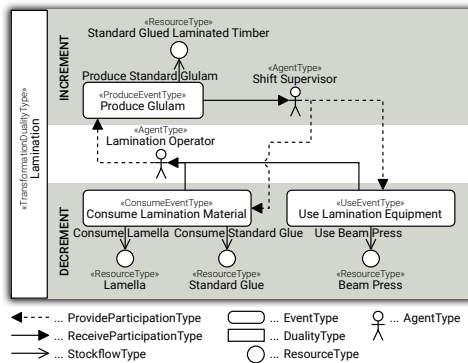 «TransformationDualityType»
Lamination
INCREMENT
«ResourceType»
Standard Glued Laminated Timber
Produce Standard Glulam
«AgentType»
Shift Supervisor
«ProduceEventType»
Produce Glulam
«AgentType»
Lamination Operator
DECREMENT
«ConsumeEventType»
Consume Lamination Material
«UseEventType»
Use Lamination Equipment
Consume Lamella
Consume Standard Glue
Use Beam Press
«ResourceType»
Lamella
«ResourceType»
Standard Glue
«ResourceType»
Beam Press
... ProvideParticipationType
... EventType
... AgentType
... ReceiveParticipationType
... DualityType
... StockflowType
... ResourceType